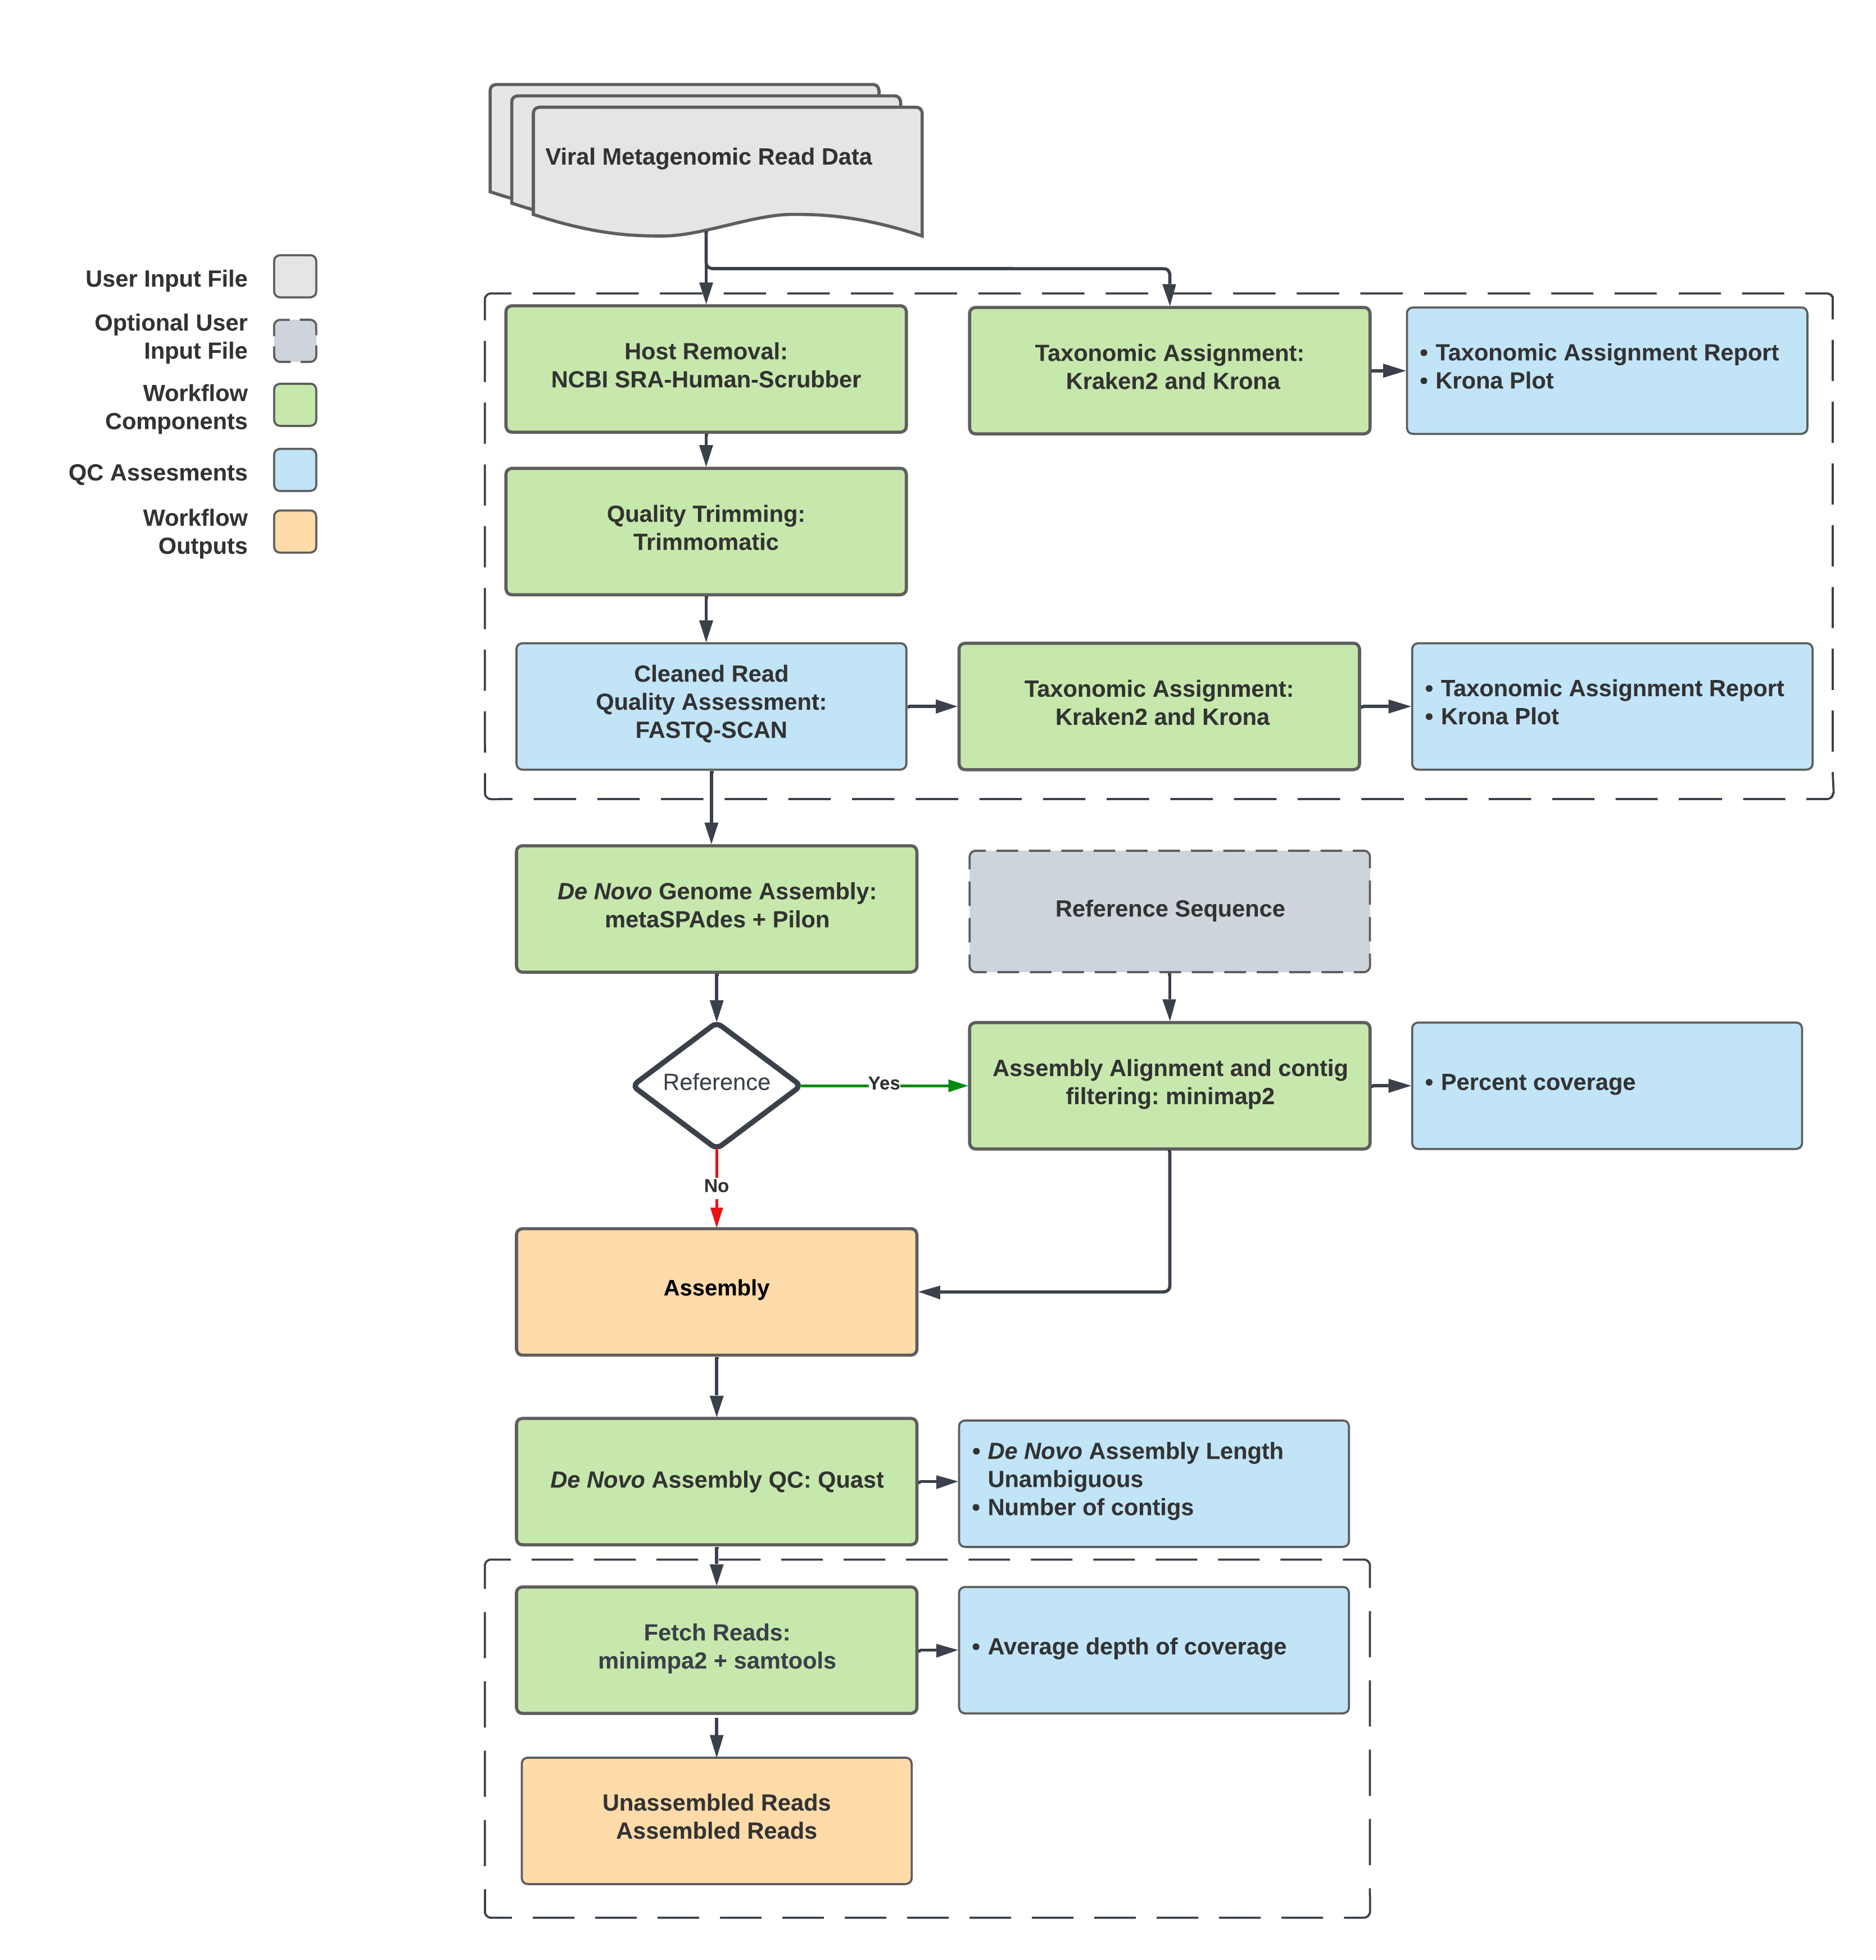 Viral Metagenomic Read Data
User Input File
Optional User
Input File
Workflow
Components
QC Assesments
Workflow
Outputs
Host Removal:
NCBI SRA-Human-Scrubber
Taxonomic Assignment:
Kraken2 and Krona
• Taxonomic Assignment Report
• Krona Plot
Quality Trimming:
Trimmomatic
Cleaned Read
Quality Assessment:
FASTQ-SCAN
Taxonomic Assignment:
Kraken2 and Krona
• Taxonomic Assignment Report
• Krona Plot
De Novo Genome Assembly:
metaSPAdes + Pilon
Reference Sequence
Reference
Yes
Assembly Alignment and contig
filtering: minimap2
• Percent coverage
No
Assembly
De Novo Assembly QC: Quast
• De Novo Assembly Length
Unambiguous
• Number of contigs
Fetch Reads:
minimpa2 + samtools
• Average depth of coverage
Unassembled Reads
Assembled Reads